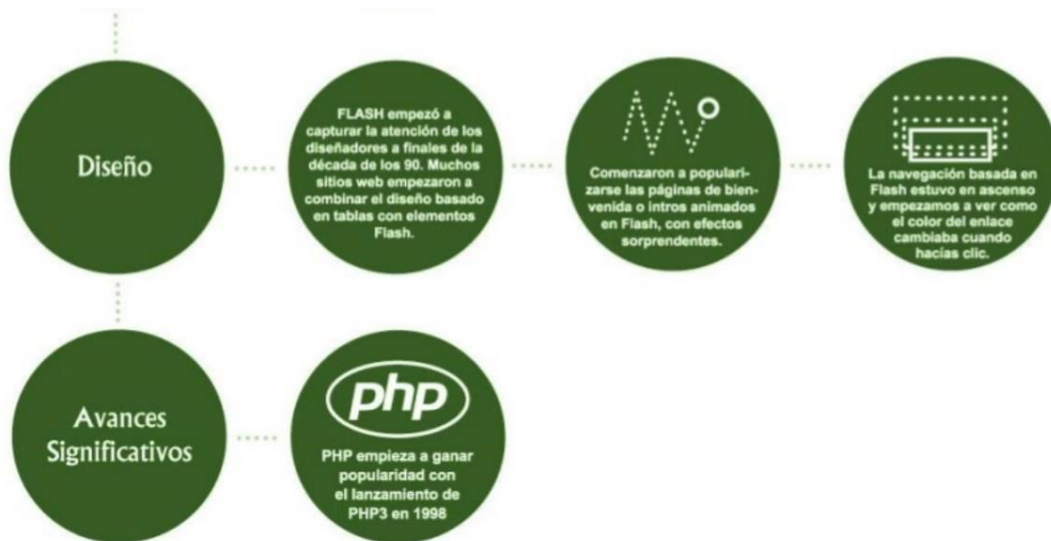 Diseño
FLASH empezó a
capturar la atención de los
diseñadores a finales de la
década de los 90. Muchos
sitios web empezaron a
combinar el diseño basado
en tablas con elementos
Flash.
Comenzaron a populari-
zarse las páginas de bien-
venida o intros animados
en Flash, con efectos
sorprendentes.
La navegación basada en
Flash estuvo en ascenso
y empezamos a ver como
el color del enlace
cambiaba cuando
hacías clic.
Avances
Significativos
php
PHP empieza a ganar
popularidad con
el lanzamiento de
PHP3 en 1998